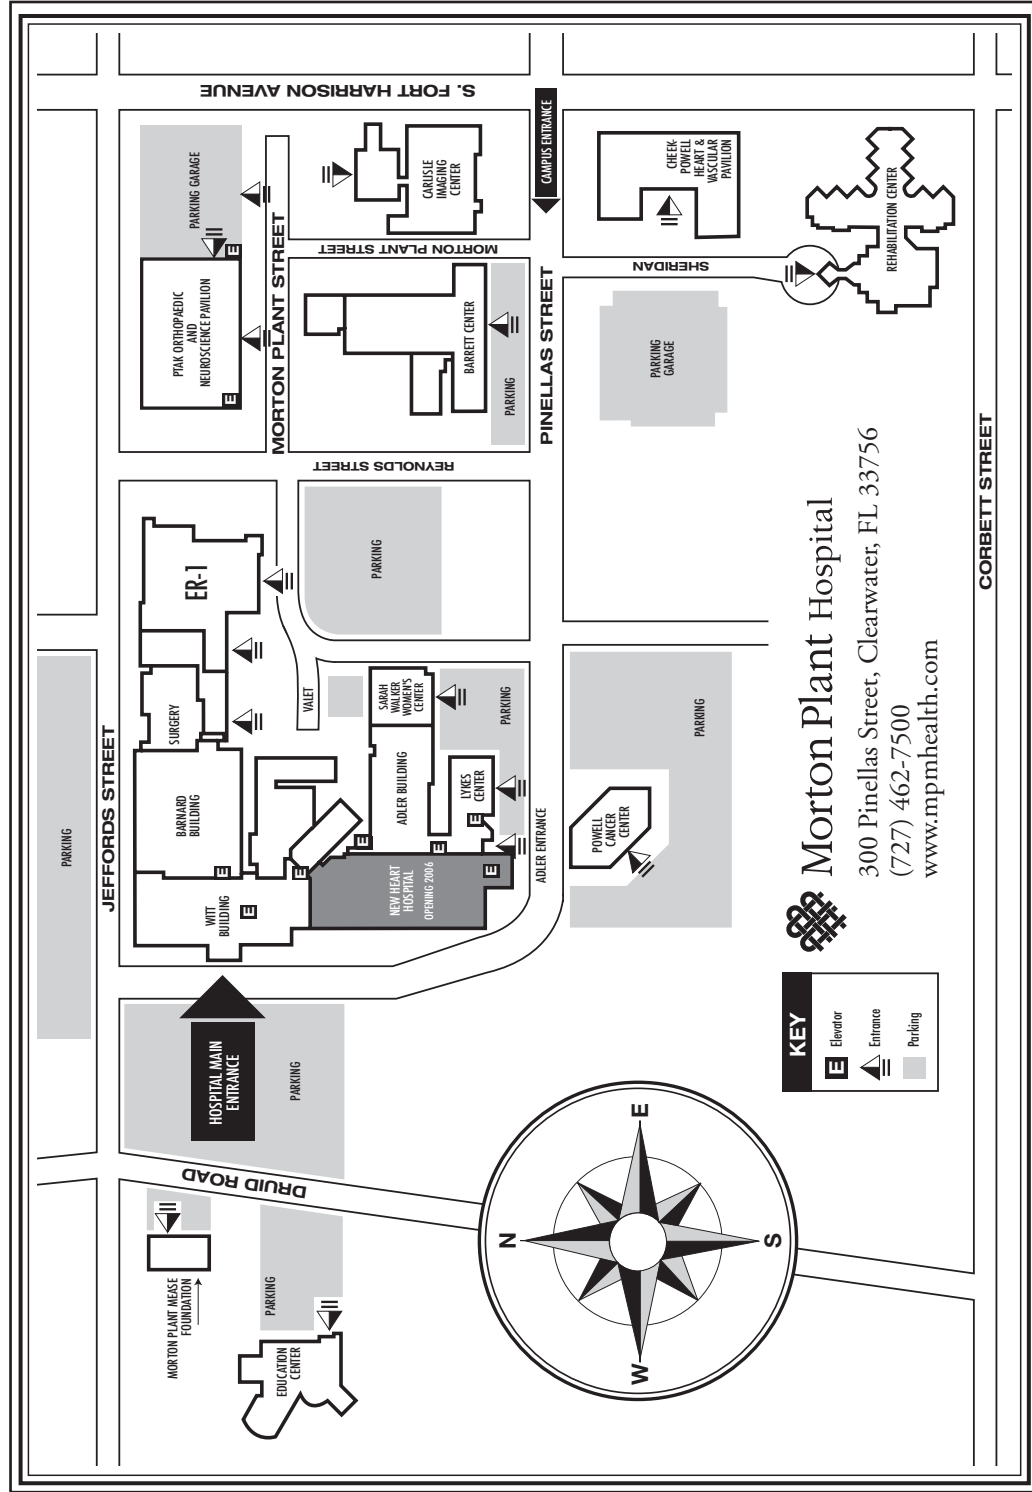 S. FORT HARRISON AVENUE
PARKING GARAGE
PTAK ORTHOPAEDIC
AND
NEUROSCIENCE PAVILION
E
E
MORTON PLANT STREET
CARLISLE
IMAGING
CENTER
MORTON PLANT STREET
BARRETT CENTER
PARKING
CAMPUS ENTRANCE
PINELLAS STREET
CHEEK-
POWELL
HEART &
VASCULAR
PAVILION
SHERIDAN
REHABILITATION CENTER
PARKING
GARAGE
REYNOLDS STREET
PARKING
JEFFORDS STREET
ER-1
SURGERY
BARNARD
BUILDING
E
WITT
BUILDING
E
E
VALET
PARKING
SARAH
WALKER
WOMEN'S
CENTER
ADLER BUILDING
E
E
LYKES
CENTER
E
PARKING
NEW HEART
HOSPITAL
OPENING 2006
E
ADLER ENTRANCE
POWELL
CANCER
CENTER
PARKING
HOSPITAL MAIN
ENTRANCE
PARKING
DRUID ROAD
MORTON PLANT MEASE
FOUNDATION
PARKING
EDUCATION
CENTER
N
E
S
W
KEY
E Elevator
Entrance
Parking
Morton Plant Hospital
300 Pinellas Street, Clearwater, FL 33756
(727) 462-7500
www.mpmhealth.com
CORBETT STREET